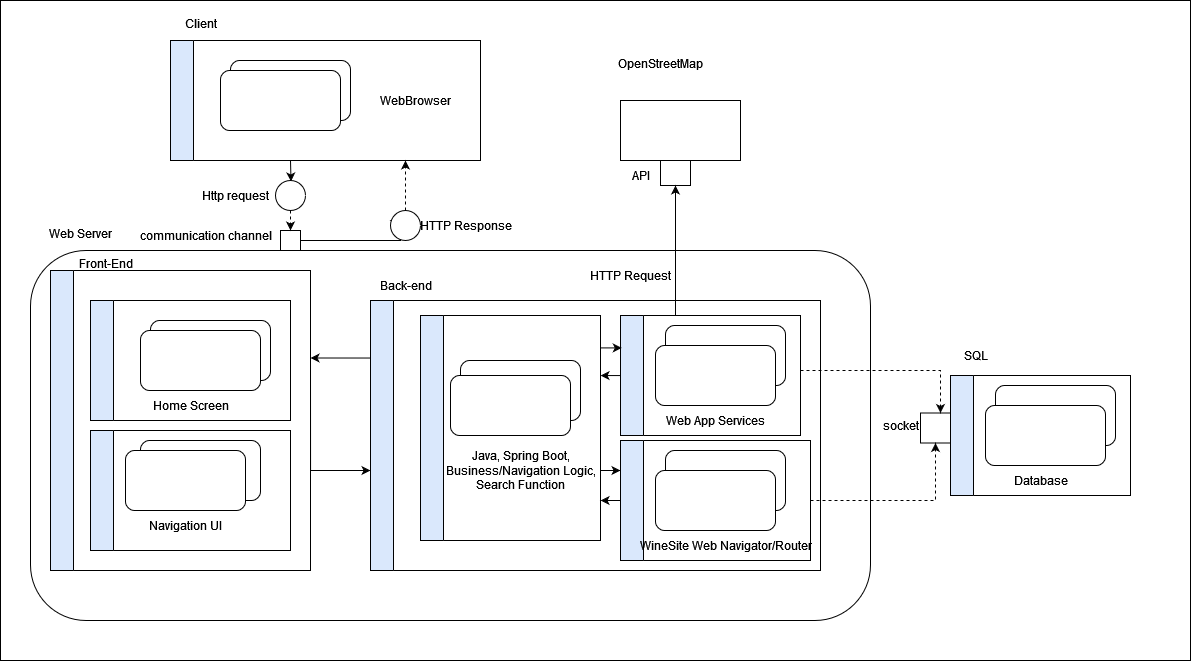 Client
WebBrowser
OpenStreetMap
API
Http request
HTTP Response
Web Server
communication channel
Front-End
HTTP Request
Back-end
Home Screen
Navigation UI
Java, Spring Boot,
Business/Navigation Logic,
Search Function
Web App Services
WineSite Web Navigator/Router
SQL
socket
Database